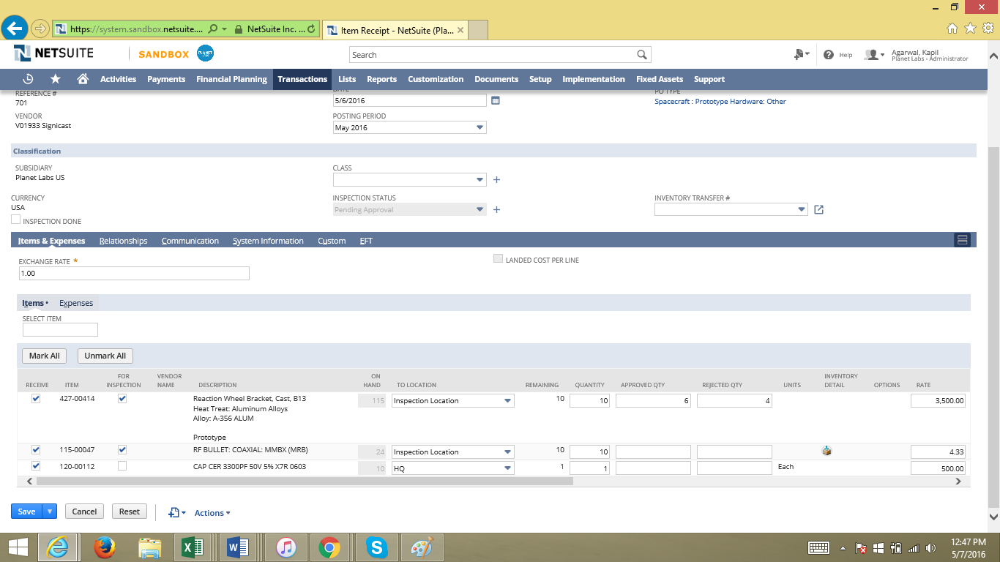 https://system.sandbox.netsuite....
NetSuite Inc. ...
Item Receipt - NetSuite (Pla...
NETSUITE
SANDBOX
PLANET
Search
Help
Agarwal, Kapil
Planet Labs - Administrator
Activities Payments Financial Planning Transactions Lists Reports Customization Documents Setup Implementation Fixed Assets Support
REFERENCE # DATE PO TYPE
701 5/6/2016 Spacecraft : Prototype Hardware: Other
VENDOR POSTING PERIOD
V01933 Signicast May 2016
Classification
SUBSIDIARY CLASS
Planet Labs US
CURRENCY INSPECTION STATUS INVENTORY TRANSFER #
USA Pending Approval
INSPECTION DONE
Items & Expenses Relationships Communication System Information Custom EFT
EXCHANGE RATE * LANDED COST PER LINE
1.00
Items • Expenses
SELECT ITEM
Mark All Unmark All
RECEIVE ITEM FOR INSPECTION VENDOR NAME DESCRIPTION ON HAND TO LOCATION REMAINING QUANTITY APPROVED QTY REJECTED QTY UNITS INVENTORY DETAIL OPTIONS RATE
427-00414 Reaction Wheel Bracket, Cast, B13 115 Inspection Location 10 10 6 4 3,500.00
Heat Treat: Aluminum Alloys
Alloy: A-356 ALUM
Prototype
115-00047 RF BULLET: COAXIAL: MMBX (MRB) 24 Inspection Location 10 10 4.33
120-00112 CAP CER 3300PF 50V 5% X7R 0603 10 HQ 1 1 Each 500.00
Save Cancel Reset Actions
12:47 PM
5/7/2016